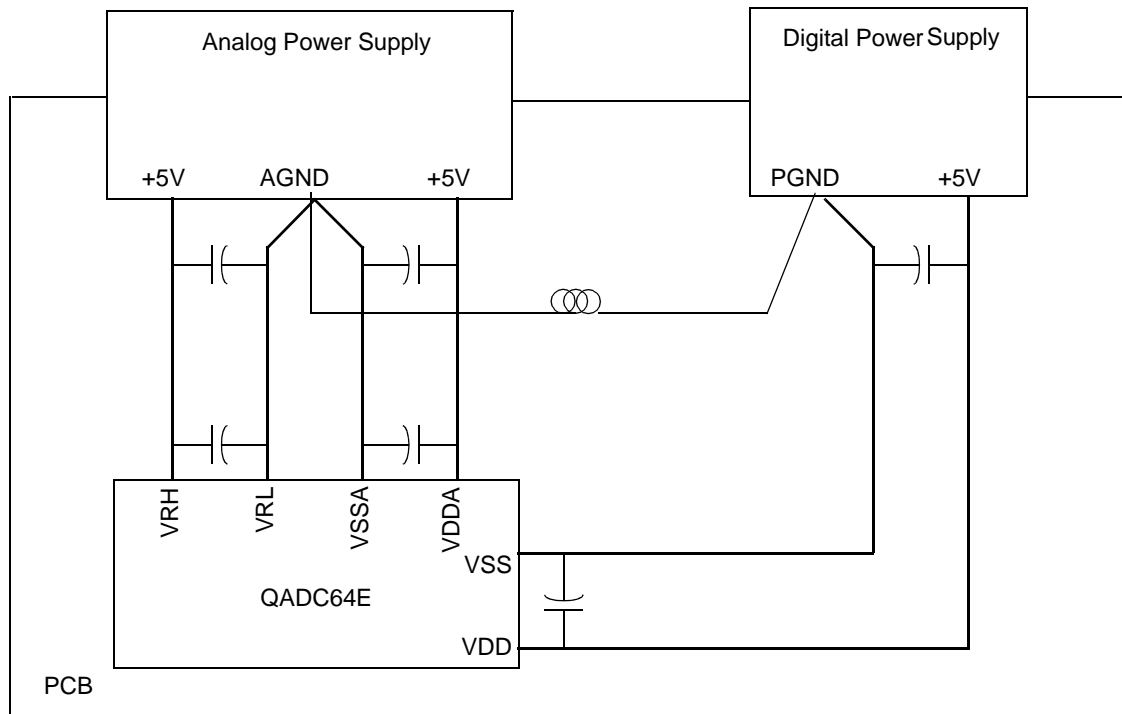 Analog Power Supply
Digital Power Supply
+5V AGND +5V
PGND +5V
VRH
VRL
VSSA
VDDA
VSS
QADC64E
VDD
PCB